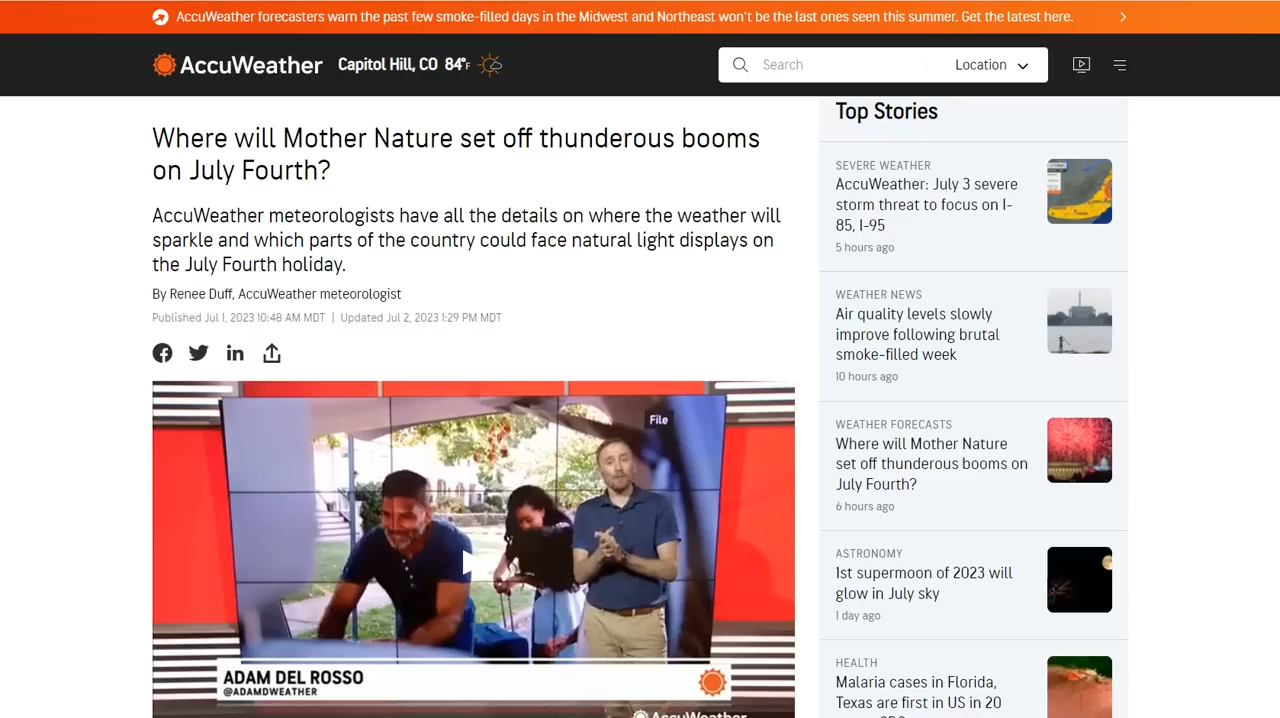 AccuWeather forecasters warn the past few smoke-filled days in the Midwest and Northeast won't be the last ones seen this summer. Get the latest here.
AccuWeather
Capitol Hill, CO 84°F
Search
Location
Where will Mother Nature set off thunderous booms
on July Fourth?
AccuWeather meteorologists have all the details on where the weather will
sparkle and which parts of the country could face natural light displays on
the July Fourth holiday.
By Renee Duff, AccuWeather meteorologist
Published Jul 1, 2023 10:48 AM MDT | Updated Jul 2, 2023 1:29 PM MDT
File
ADAM DEL ROSSO
@ADAMDWEATHER
AccuWeather
Top Stories
SEVERE WEATHER
AccuWeather: July 3 severe
storm threat to focus on I-
85, I-95
5 hours ago
WEATHER NEWS
Air quality levels slowly
improve following brutal
smoke-filled week
10 hours ago
WEATHER FORECASTS
Where will Mother Nature
set off thunderous booms on
July Fourth?
6 hours ago
ASTRONOMY
1st supermoon of 2023 will
glow in July sky
1 day ago
HEALTH
Malaria cases in Florida,
Texas are first in US in 20